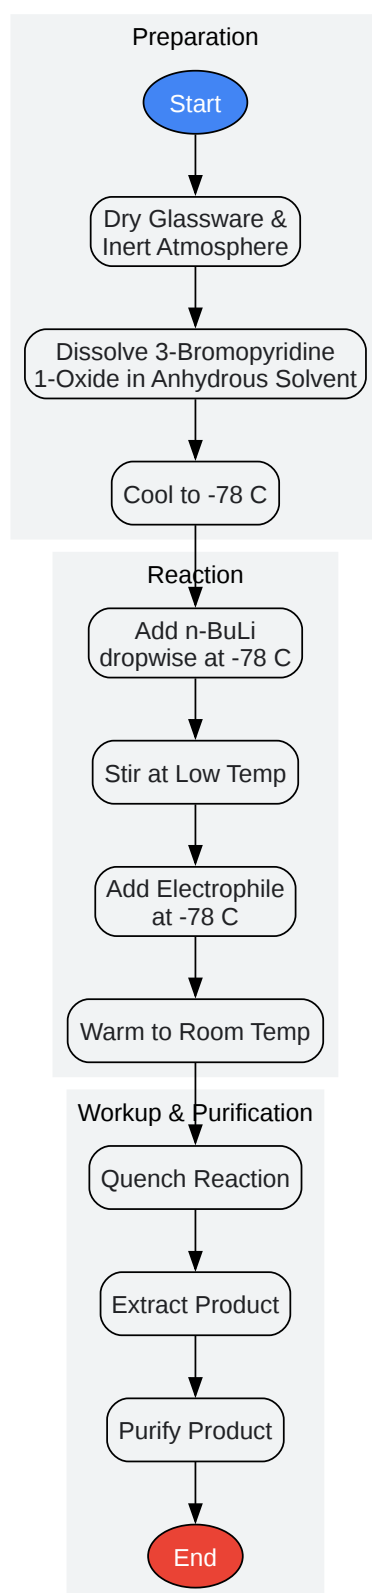 Preparation
Start
Dry Glassware &
Inert Atmosphere
Dissolve 3-Bromopyridine
1-Oxide in Anhydrous Solvent
Cool to -78 C
Reaction
Add n-BuLi
dropwise at -78 C
Stir at Low Temp
Add Electrophile
at -78 C
Warm to Room Temp
Workup & Purification
Quench Reaction
Extract Product
Purify Product
End